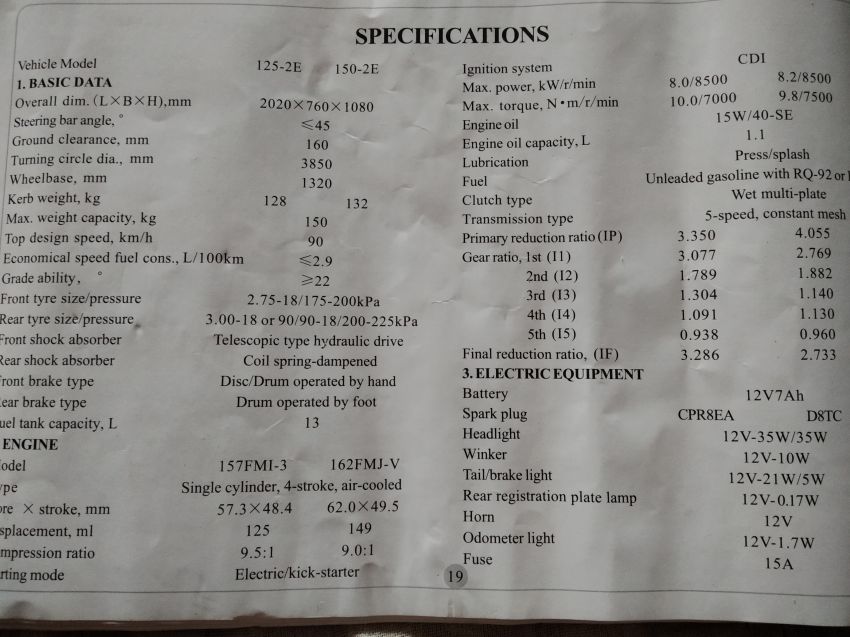 SPECIFICATIONS
Vehicle Model 125-2E 150-2E
1. BASIC DATA
Overall dim. (L×B×H),mm 2020×760×1080
Steering bar angle, ° ≤45
Ground clearance, mm 160
Turning circle dia., mm 3850
Wheelbase, mm 1320
Kerb weight, kg 128 132
Max. weight capacity, kg 150
Top design speed, km/h 90
Economical speed fuel cons., L/100km ≤2.9
Grade ability, ° ≥22
Front tyre size/pressure 2.75-18/175-200kPa
Rear tyre size/pressure 3.00-18 or 90/90-18/200-225kPa
Front shock absorber Telescopic type hydraulic drive
Rear shock absorber Coil spring-dampened
ront brake type Disc/Drum operated by hand
ear brake type Drum operated by foot
uel tank capacity, L 13
ENGINE
odel 157FMI-3 162FMJ-V
ype Single cylinder, 4-stroke, air-cooled
ore × stroke, mm 57.3×48.4 62.0×49.5
splacement, ml 125 149
mpression ratio 9.5:1 9.0:1
rting mode Electric/kick-starter
Ignition system CDI
Max. power, kW/r/min 8.0/8500 8.2/8500
Max. torque, N•m/r/min 10.0/7000 9.8/7500
Engine oil 15W/40-SE
Engine oil capacity, L 1.1
Lubrication Press/splash
Fuel Unleaded gasoline with RQ-92 or
Clutch type Wet multi-plate
Transmission type 5-speed, constant mesh
Primary reduction ratio (IP) 3.350 4.055
Gear ratio, 1st (I1) 3.077 2.769
2nd (I2) 1.789 1.882
3rd (I3) 1.304 1.140
4th (I4) 1.091 1.130
5th (I5) 0.938 0.960
Final reduction ratio, (IF) 3.286 2.733
3. ELECTRIC EQUIPMENT
Battery 12V7Ah
Spark plug CPR8EA D8TC
Headlight 12V-35W/35W
Winker 12V-10W
Tail/brake light 12V-21W/5W
Rear registration plate lamp 12V-0.17W
Horn 12V
Odometer light 12V-1.7W
Fuse 15A
19